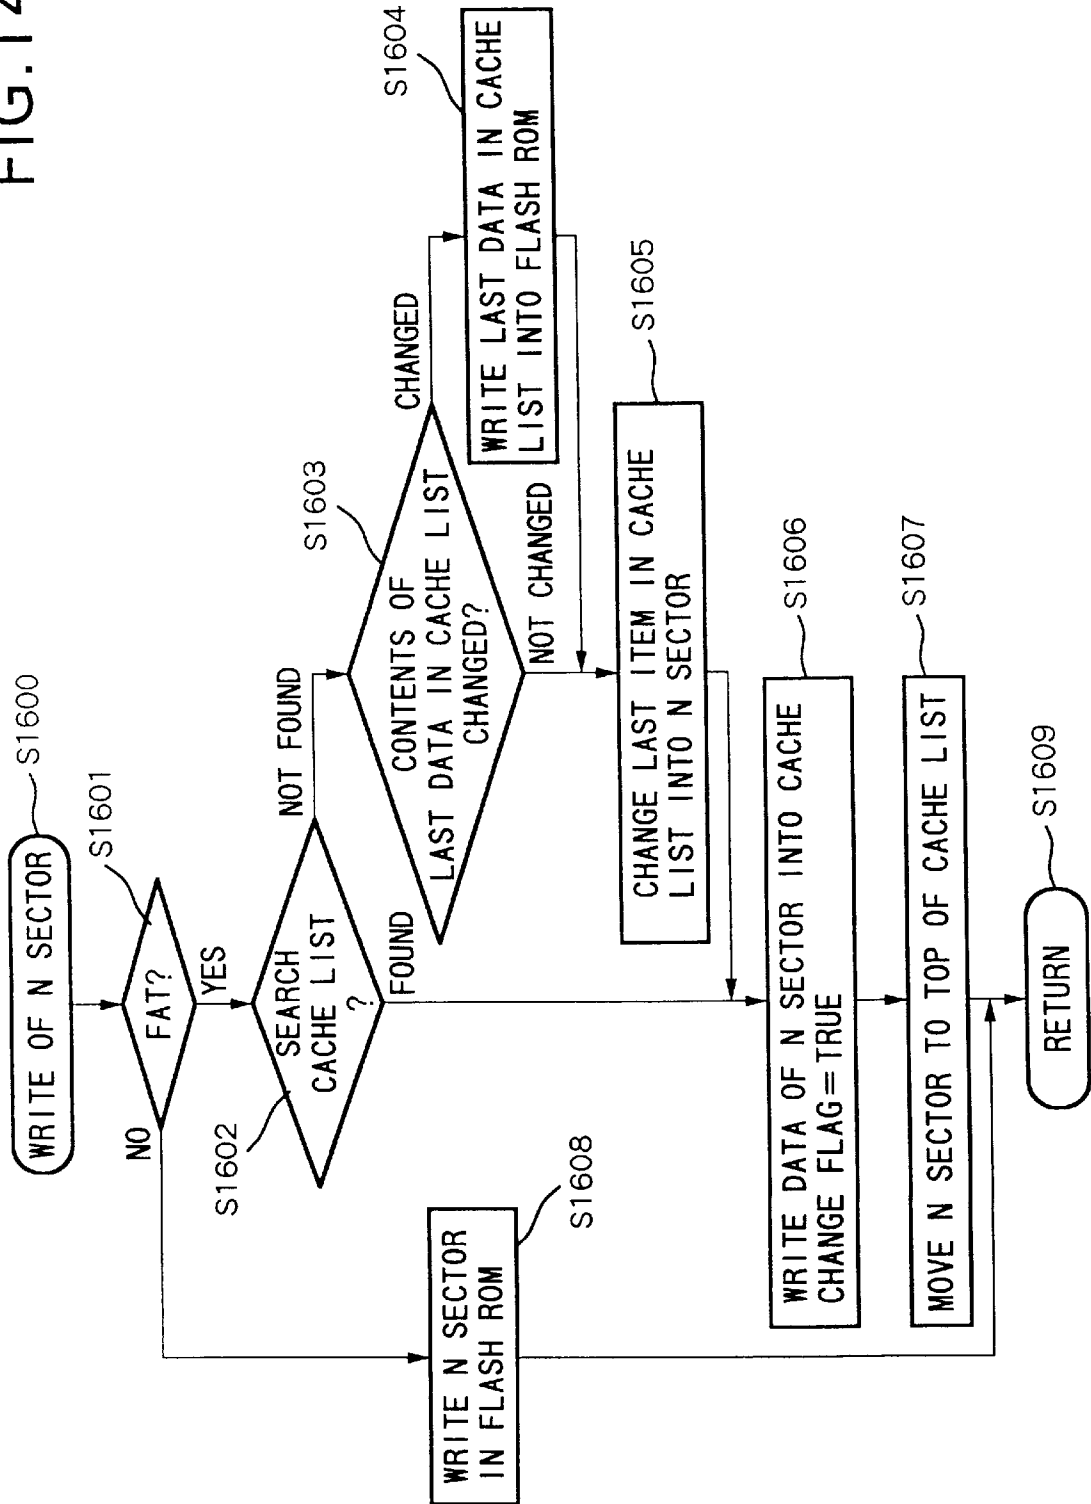 FIG.12
WRITE OF N SECTOR
S1600
S1601
FAT?
NO
YES
S1602
SEARCH
CACHE LIST
?
NOT FOUND
FOUND
S1603
CONTENTS OF
LAST DATA IN CACHE LIST
CHANGED?
CHANGED
NOT CHANGED
S1604
WRITE LAST DATA IN CACHE
LIST INTO FLASH ROM
S1605
CHANGE LAST ITEM IN CACHE
LIST INTO N SECTOR
WRITE N SECTOR
IN FLASH ROM
S1608
S1606
WRITE DATA OF N SECTOR INTO CACHE
CHANGE FLAG=TRUE
S1607
MOVE N SECTOR TO TOP OF CACHE LIST
S1609
RETURN